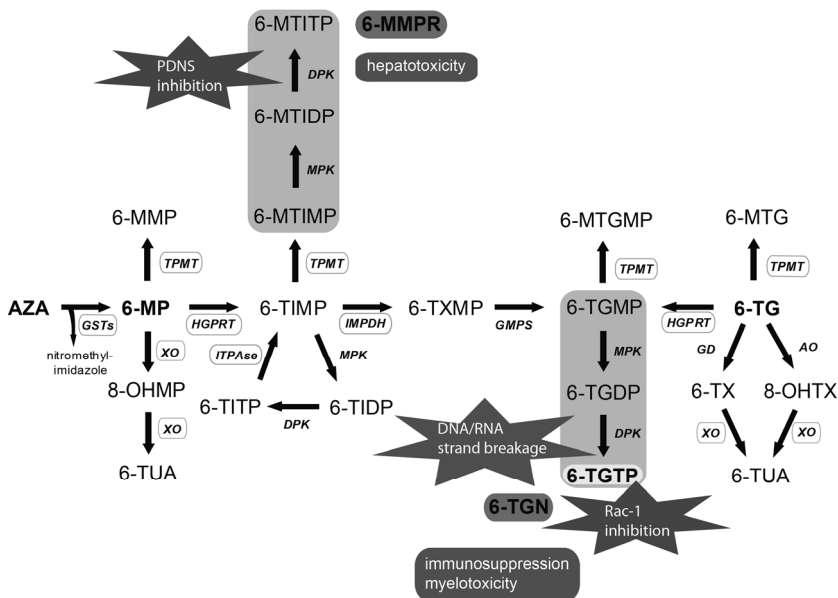 6-MTITP
6-MMPR
PDNS
inhibition
DPK
hepatotoxicity
6-MTIDP
MPK
6-MMP
6-MTIMP
6-MTGMP
6-MTG
TPMT
TPMT
TPMT
TPMT
AZA
6-MP
6-TIMP
6-TXMP
6-TGMP
6-TG
GSTs
HGPRT
IMPDH
GMPS
HGPRT
nitromethyl-
imidazole
XO
ITPAse
MPK
MPK
GD
AO
8-OHMP
6-TGDP
6-TX
8-OHTX
6-TITP
6-TIDP
DPK
XO
DNA/RNA
strand breakage
DPK
XO
XO
6-TUA
6-TGTP
6-TUA
6-TGN
Rac-1
inhibition
immunosuppression
myelotoxicity